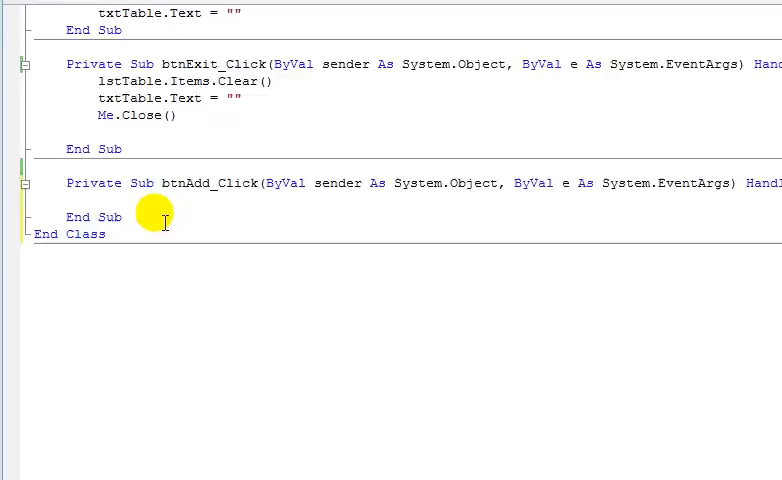 txtTable.Text = ""
End Sub
Private Sub btnExit_Click(ByVal sender As System.Object, ByVal e As System.EventArgs) Hand
lstTable.Items.Clear()
txtTable.Text = ""
Me.Close()
End Sub
Private Sub btnAdd_Click(ByVal sender As System.Object, ByVal e As System.EventArgs) Handl
End Sub
End Class